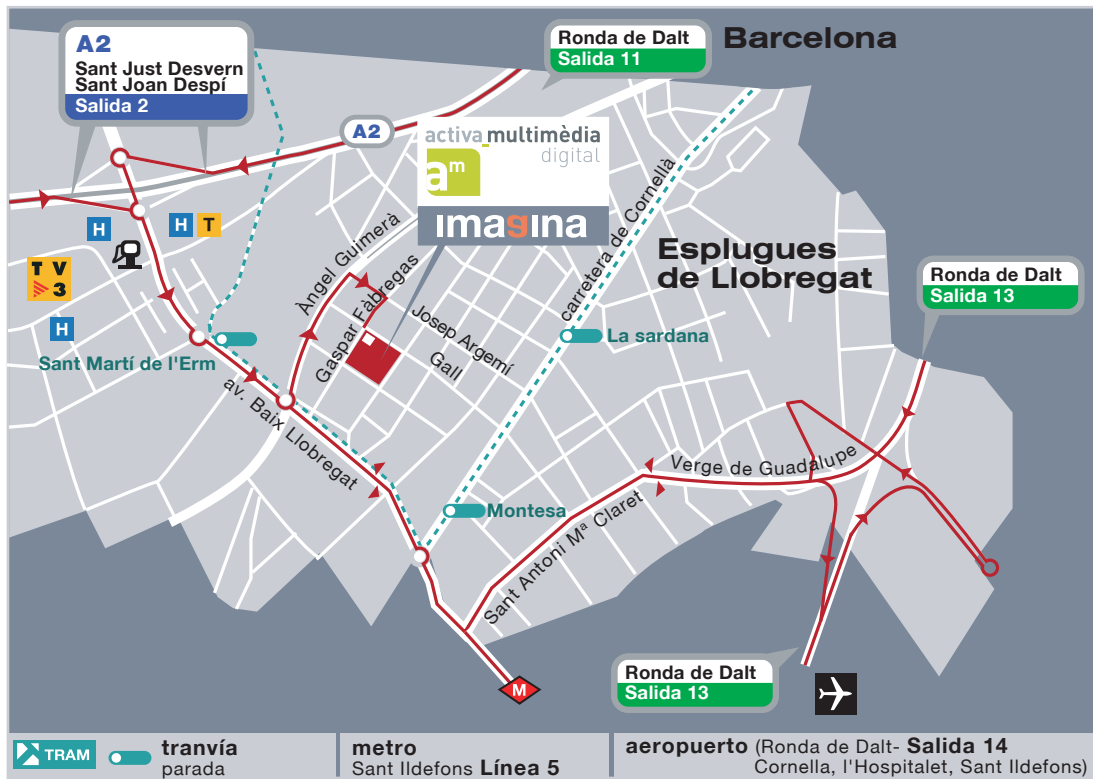 A2
Sant Just Desvern
Sant Joan Despí
Salida 2
Ronda de Dalt
Salida 11
Barcelona
A2
activa_multimèdia
digital
am
imagina
carretera de Cornellà
Esplugues
de Llobregat
Ronda de Dalt
Salida 13
H
H
T
T V
3
H
Àngel Guimerà
Gaspar Fàbregas
Josep Argemí
Gall
La sardana
Sant Martí de l'Erm
av. Baix Llobregat
Verge de Guadalupe
Montesa
Sant Antoni Mª Claret
Ronda de Dalt
Salida 13
M
TRAM
tranvía
parada
metro
Sant Ildefons Línea 5
aeropuerto (Ronda de Dalt- Salida 14
Cornella, l'Hospitalet, Sant Ildefons)